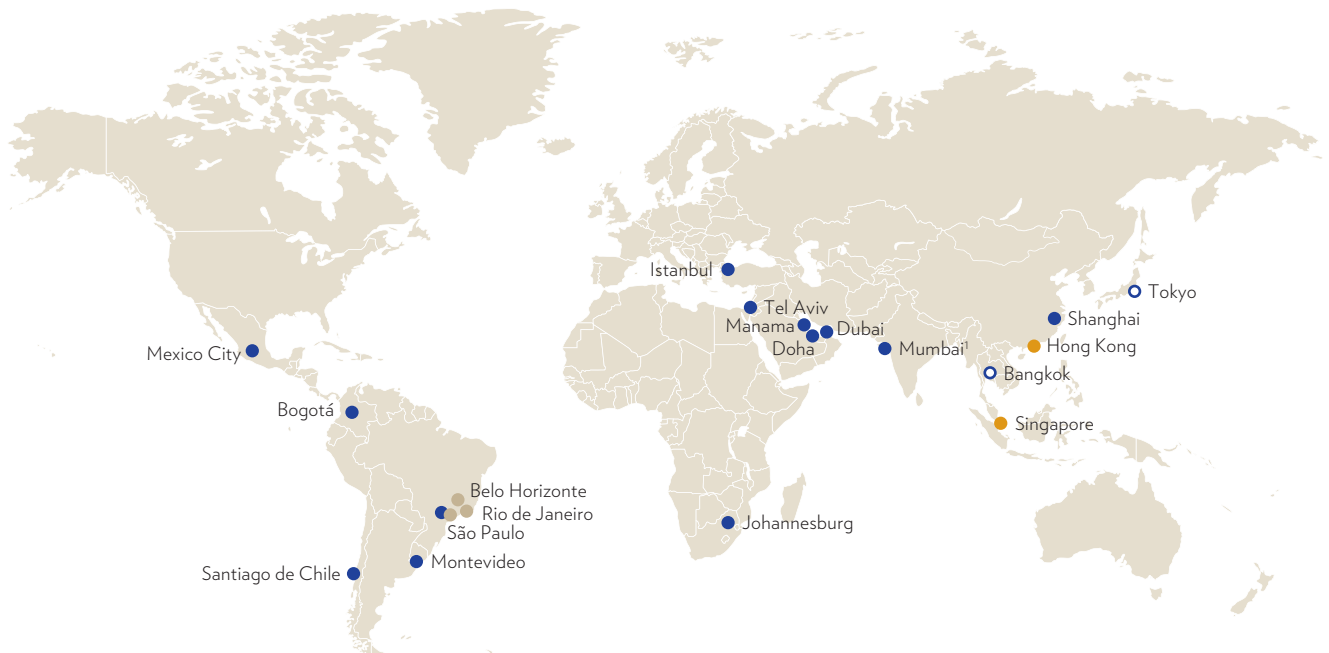 Istanbul
Tokyo
Tel Aviv
Shanghai
Manama
Dubai
Hong Kong
Mexico City
Doha
Mumbai¹
Bangkok
Bogotá
Singapore
Belo Horizonte
Rio de Janeiro
Johannesburg
São Paulo
Montevideo
Santiago de Chile